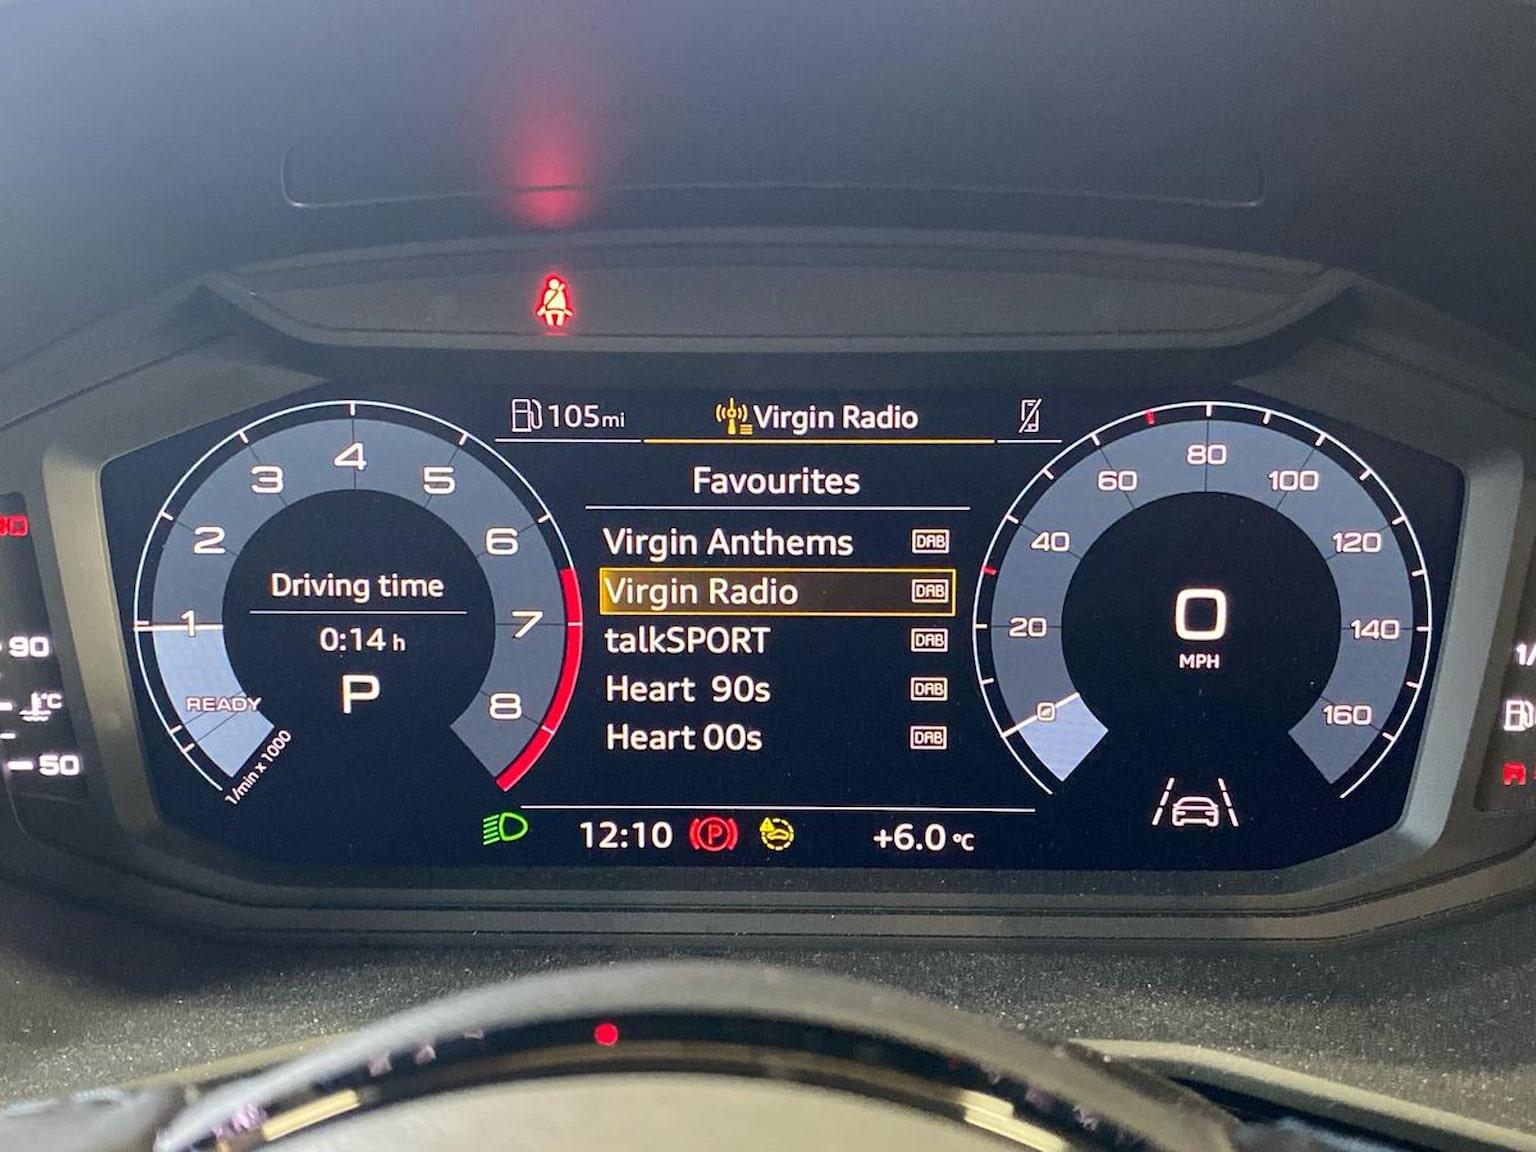 105mi
Virgin Radio
Favourites
Virgin Anthems DAB
Virgin Radio DAB
talkSPORT DAB
Heart 90s DAB
Heart 00s DAB
12:10
P
+6.0 °C
1 2 3 4 5 6 7 8
READY
1/min x 1000
Driving time
0:14 h
P
0 20 40 60 80 100 120 140 160
0
MPH
90
°C
50
1/